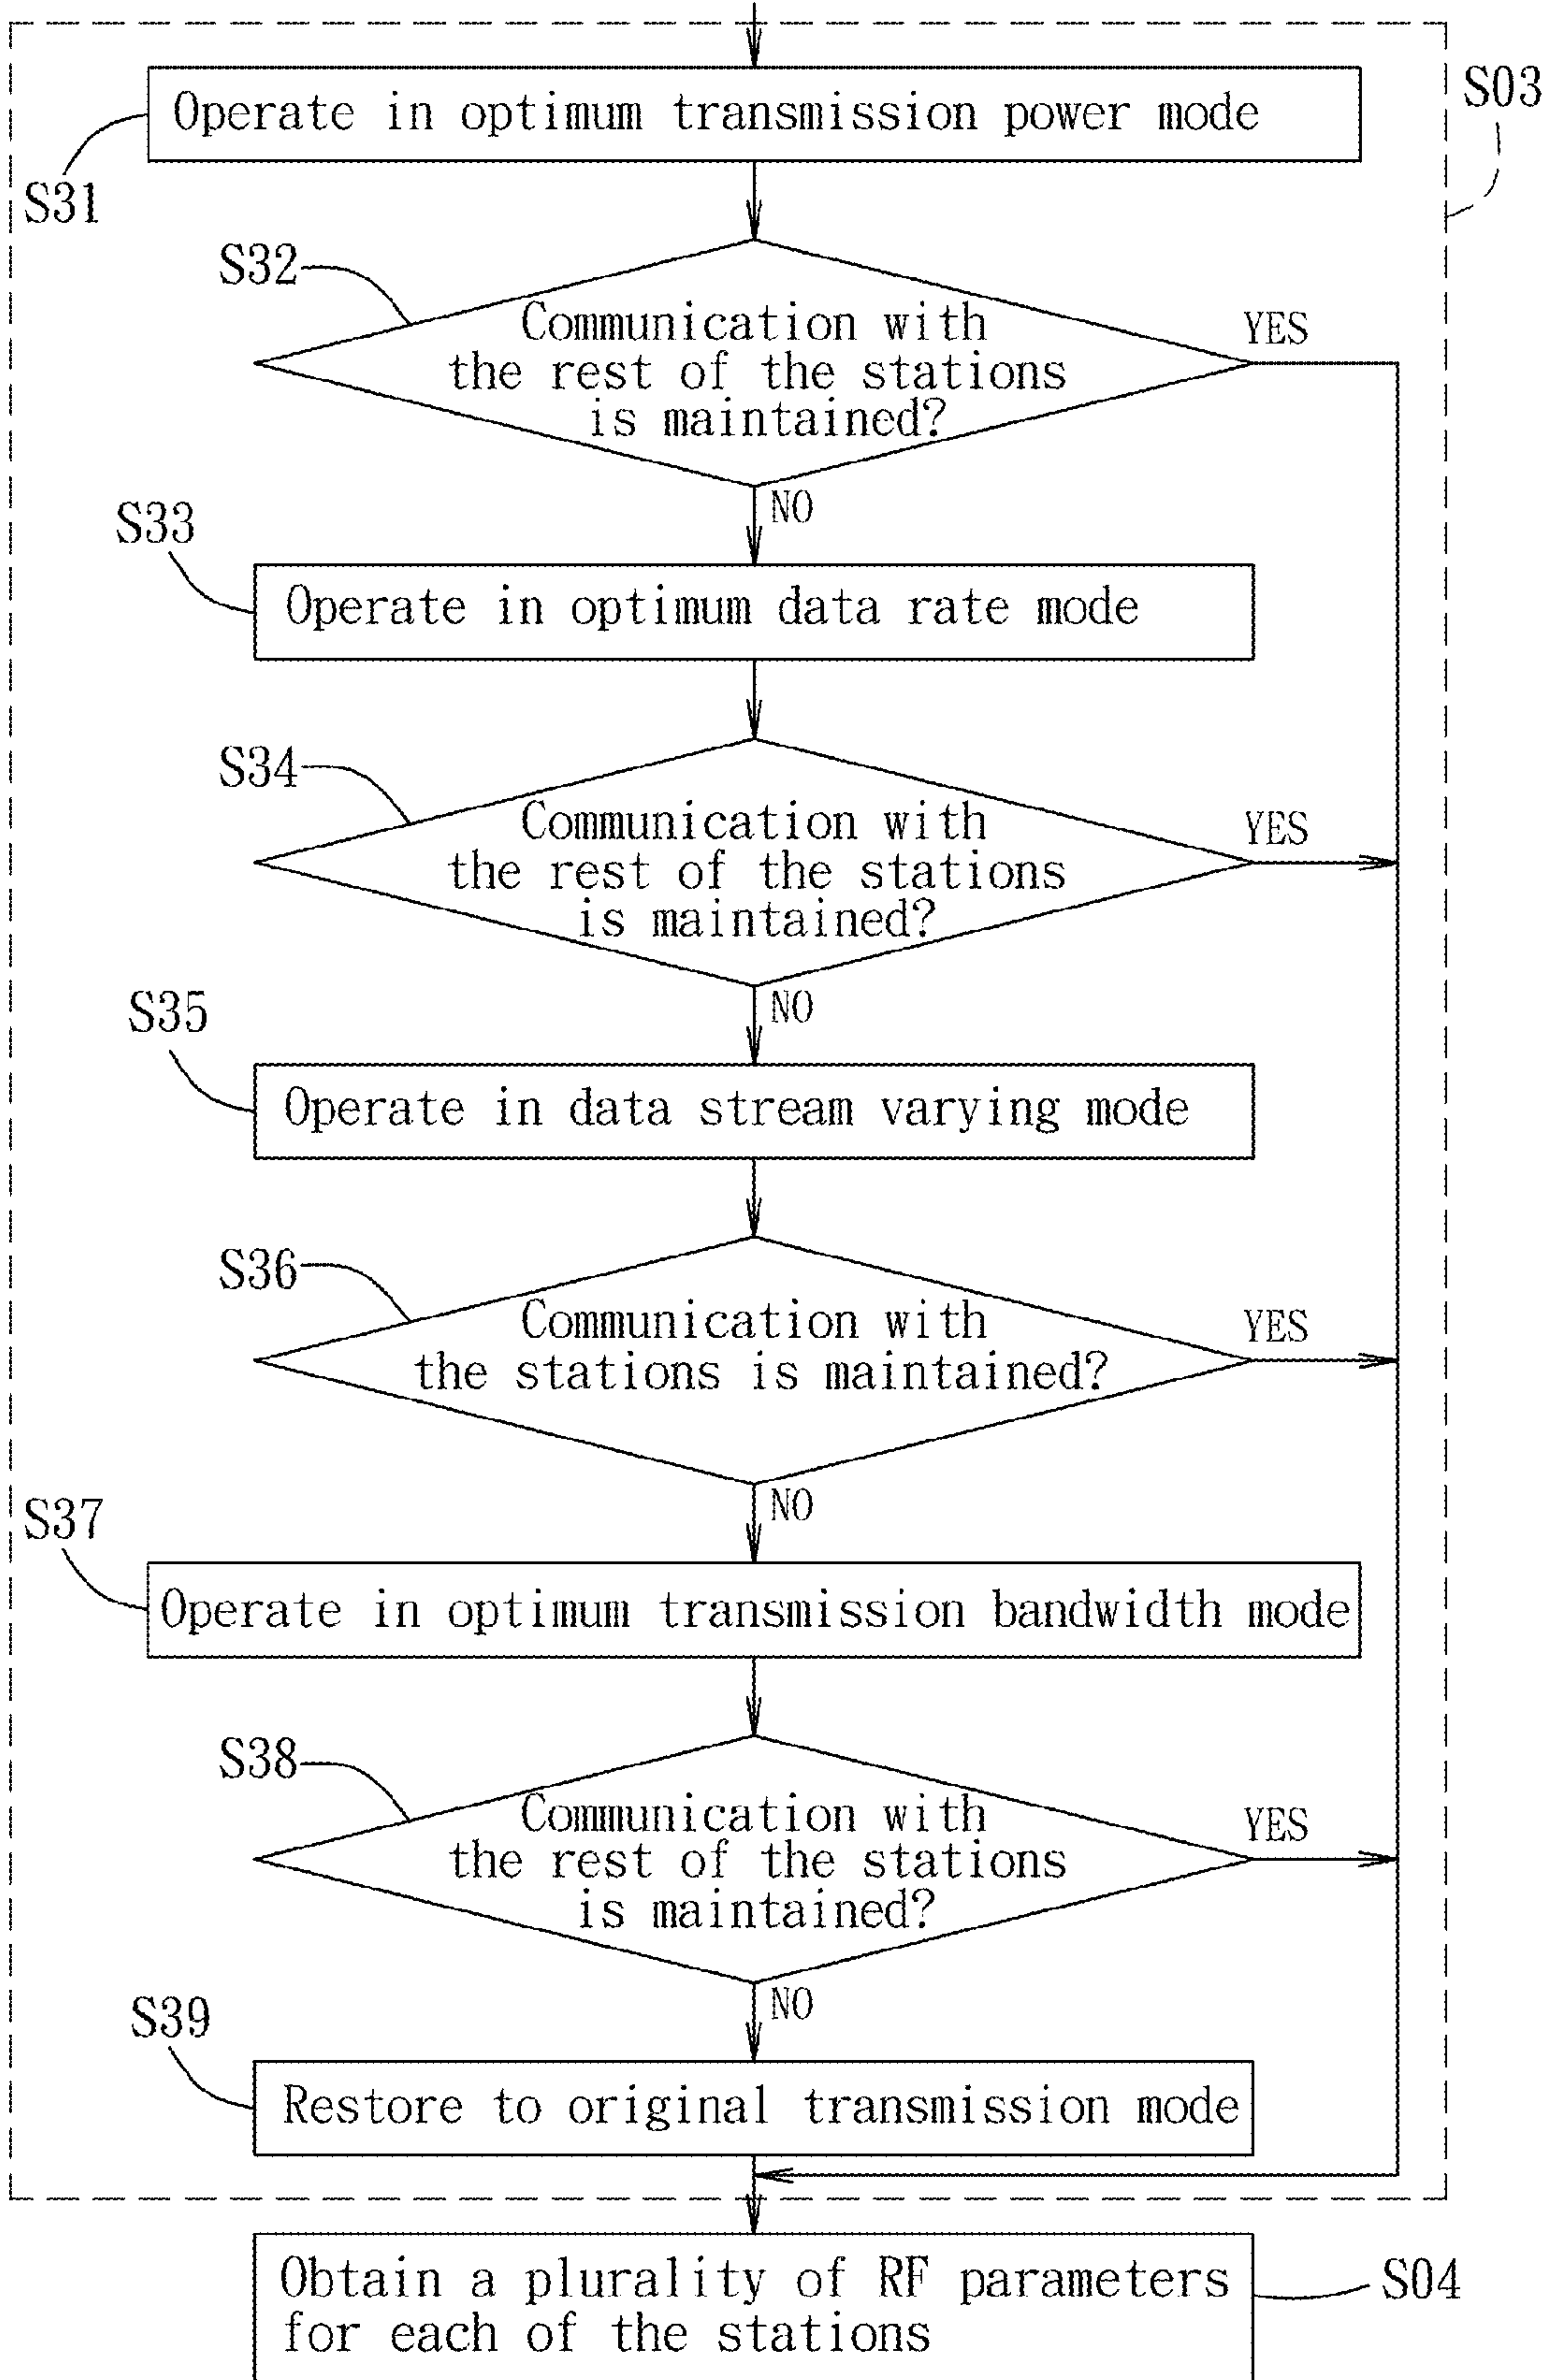 S03
Operate in optimum transmission power mode
S31
S32
Communication with
the rest of the stations
is maintained?
YES
NO
S33
Operate in optimum data rate mode
S34
Communication with
the rest of the stations
is maintained?
YES
NO
S35
Operate in data stream varying mode
S36
Communication with
the stations is maintained?
YES
NO
S37
Operate in optimum transmission bandwidth mode
S38
Communication with
the rest of the stations
is maintained?
YES
NO
S39
Restore to original transmission mode
Obtain a plurality of RF parameters
for each of the stations
S04